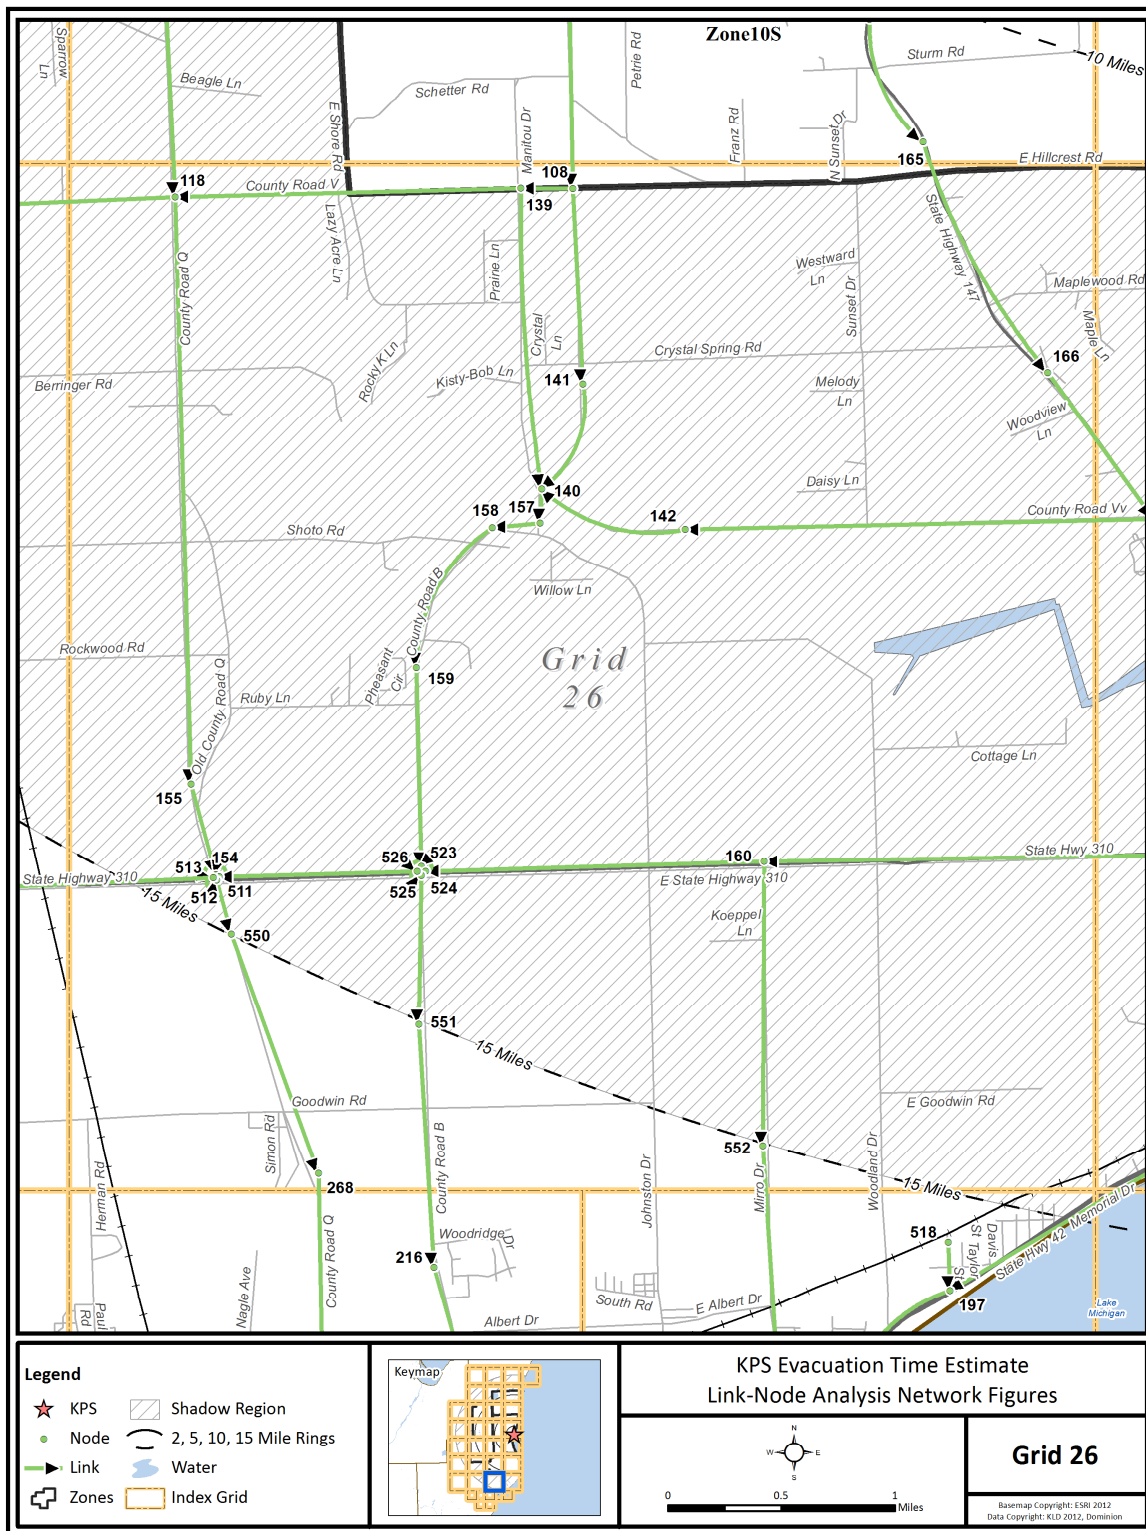 Zone10S
Sparrow
Ln
Beagle Ln
E Shore Rd
Schetter Rd
Manitou Dr
Petrie Rd
Franz Rd
N Sunset Dr
Sturm Rd
10 Miles
165
E Hillcrest Rd
118
County Road V
108
139
State Highway 147
County Road Q
Lazy Acre Ln
Prairie Ln
Crystal
Ln
Westward
Ln
Sunset Dr
Maplewood Rd
Maple Ln
166
Berringer Rd
Rocky K Ln
Kisty-Bob Ln
141
Crystal Spring Rd
Melody
Ln
Woodview
Ln
Daisy Ln
140
157
158
142
County Road Vv
Shoto Rd
County Road B
Willow Ln
Rockwood Rd
Old County Road Q
Ruby Ln
Pheasant
Cir
159
Grid
26
Cottage Ln
155
513
154
512
511
526
523
525
524
160
State Highway 310
E State Highway 310
State Hwy 310
15 Miles
550
Koeppel
Ln
551
15 Miles
Goodwin Rd
E Goodwin Rd
Simon Rd
Herman Rd
268
County Road B
552
Mirro Dr
Johnston Dr
Woodland Dr
15 Miles
County Road Q
Nagle Ave
Paul
Rd
216
Woodridge
Dr
South Rd
E Albert Dr
Albert Dr
518
Davis
St
Taylor
St
State Hwy 42
Memorial Dr
197
Lake
Michigan
Legend
KPS
Shadow Region
Node
2, 5, 10, 15 Mile Rings
Link
Water
Zones
Index Grid
Keymap
KPS Evacuation Time Estimate
Link-Node Analysis Network Figures
N
W
E
S
0
0.5
1
Miles
Grid 26
Basemap Copyright: ESRI 2012
Data Copyright: KLD 2012, Dominion